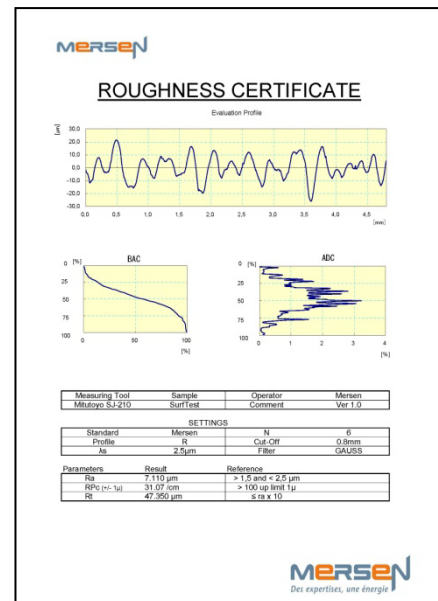 MERSEN
ROUGHNESS CERTIFICATE
Evaluation Profile
[µm]
30.0
20.0
10.0
0.0
-10.0
-20.0
-30.0
0,0 0,5 1,0 1,5 2,0 2,5 3,0 3,5 4,0 4,5
[mm]
BAC
[%]
0
25
50
75
100
0 25 50 75 100
[%]
ADC
[%]
0
25
50
75
100
0 1 2 3 4
[%]
Measuring Tool Sample Operator Mersen
Mitutoyo SJ-210 SurfTest Comment Ver 1.0
SETTINGS
Standard Mersen N 6
Profile R Cut-Off 0.8mm
λs 2.5µm Filter GAUSS
Parameters Result Reference
Ra 7.110 µm > 1,5 and < 2,5 µm
RPc (+/- 1µ) 31.07 /cm > 100 up limit 1µ
Rt 47.350 µm ≤ ra x 10
MERSEN
Des expertises, une énergie